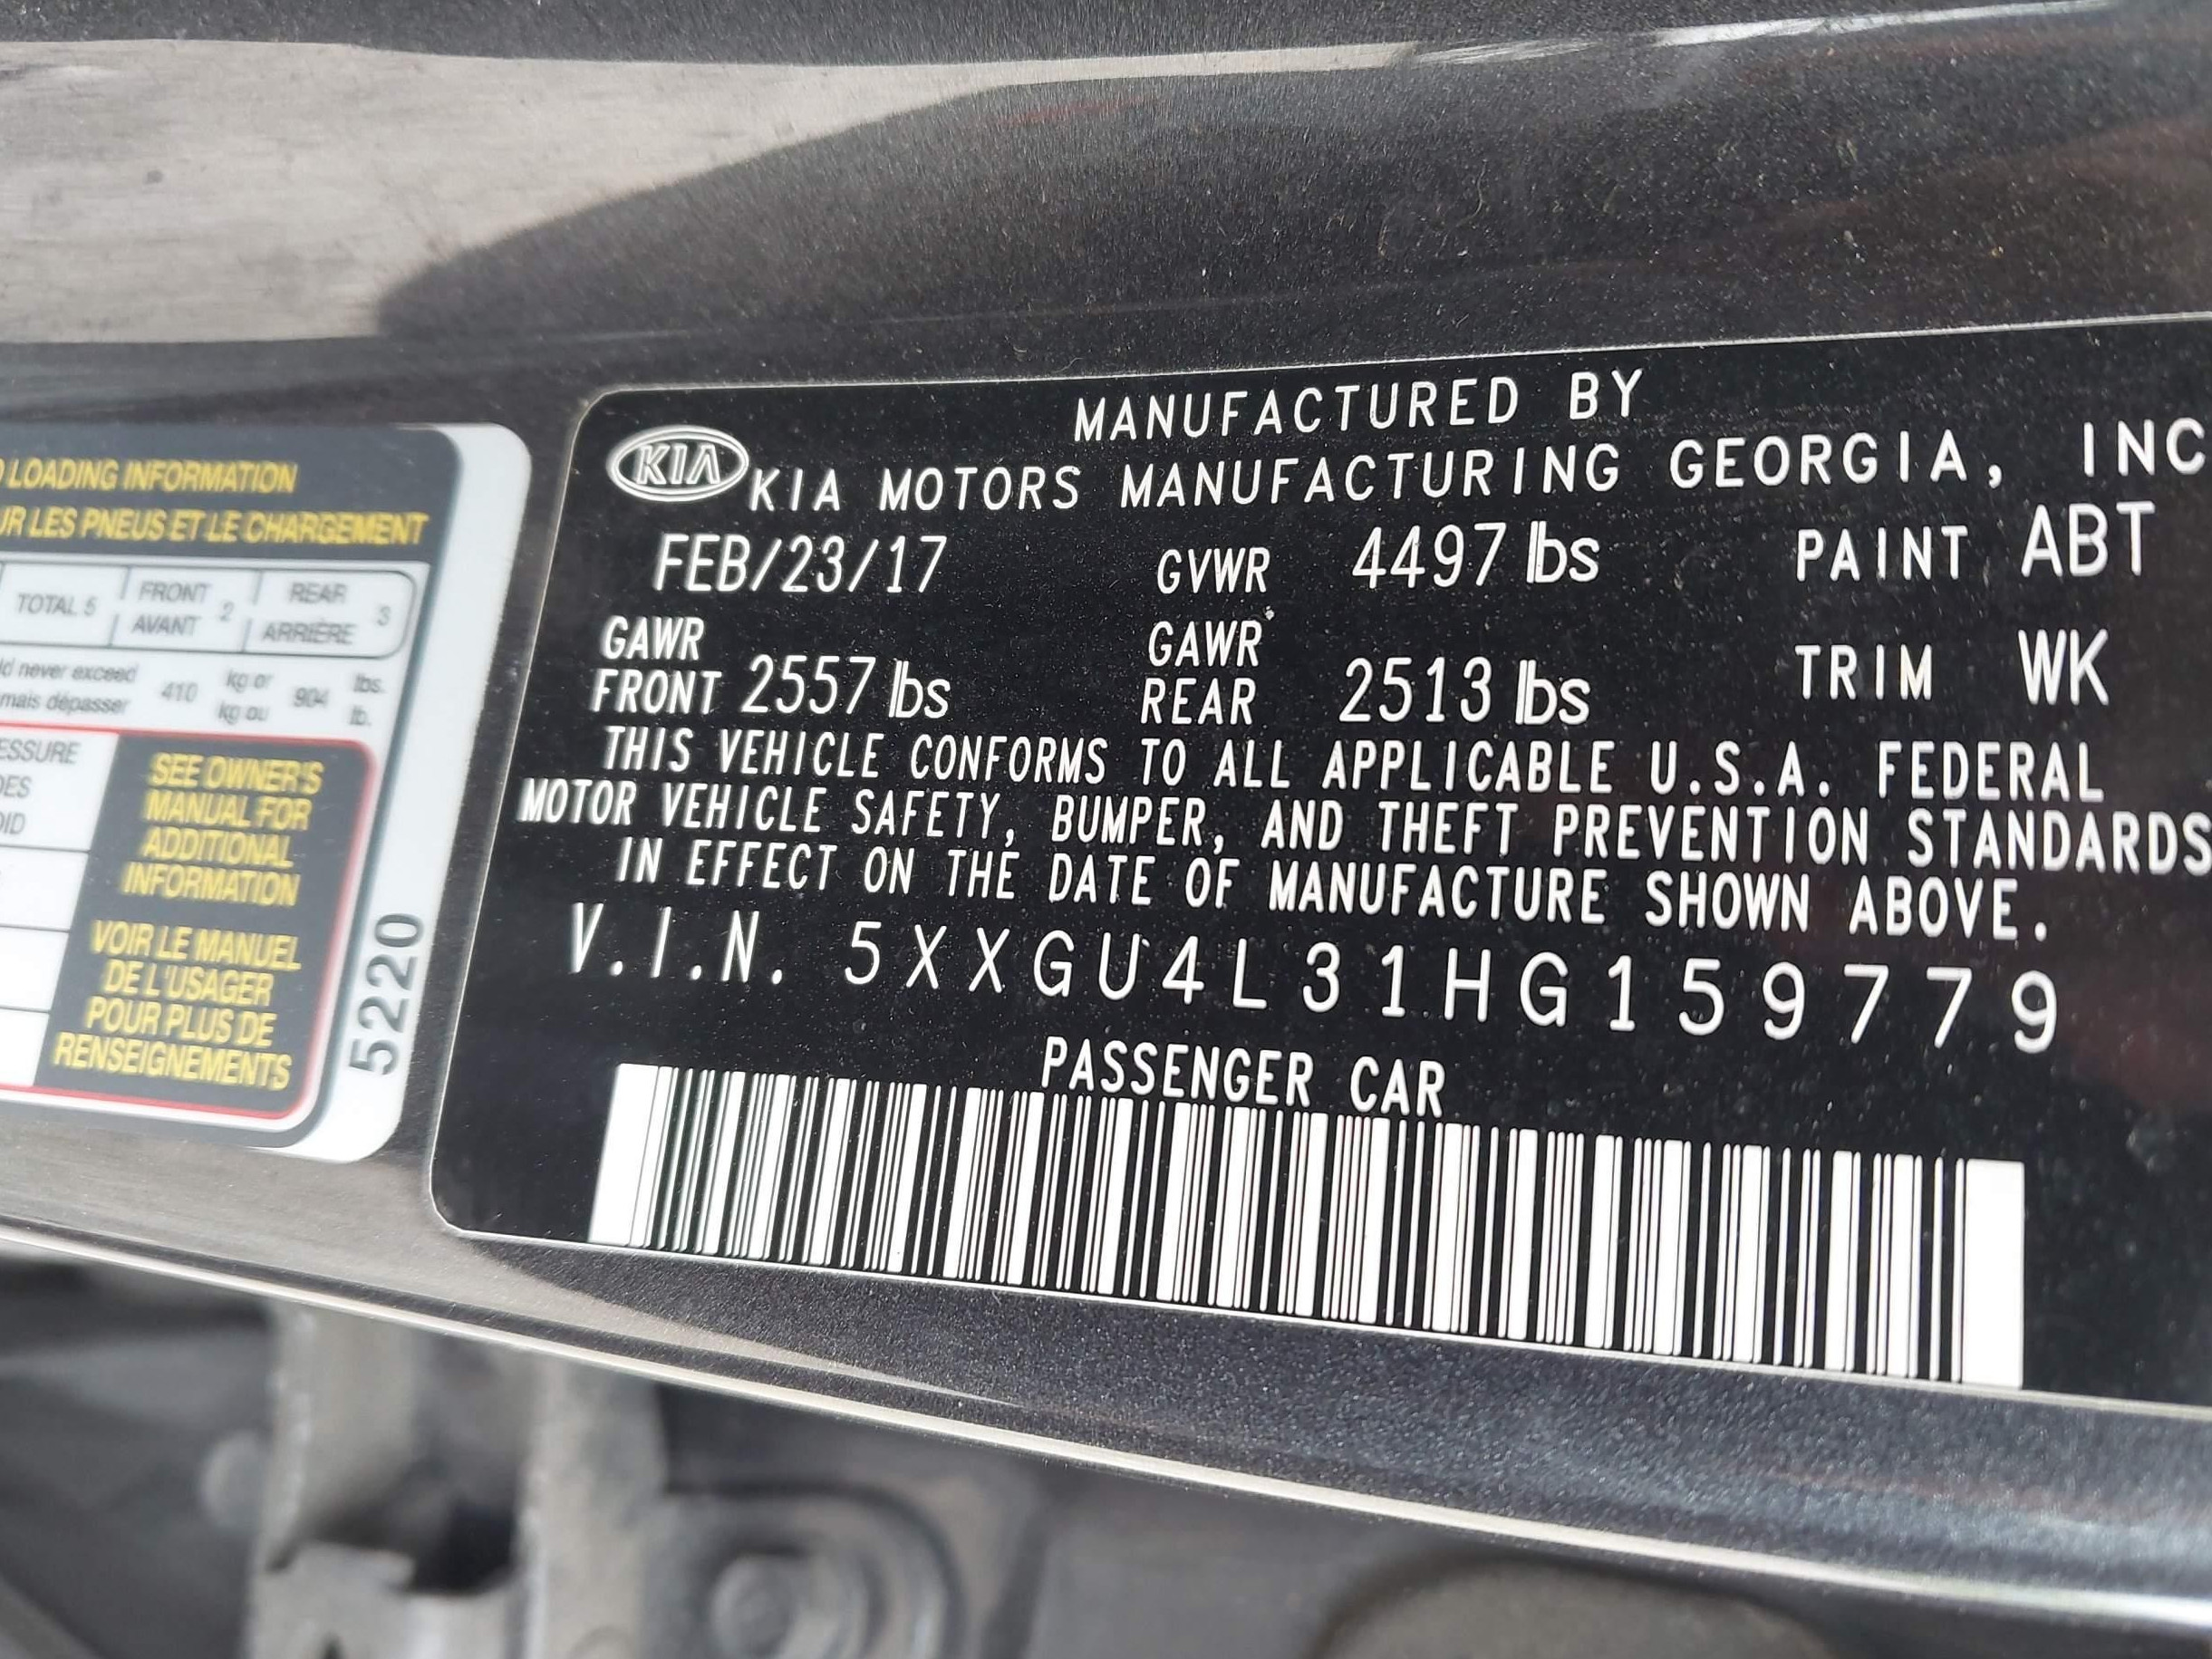 LOADING INFORMATION
UR LES PNEUS ET LE CHARGEMENT
TOTAL 5
FRONT
AVANT
2
REAR
ARRIÈRE
3
ld never exceed
mais dépasser
410
kg or
kg ou
904
lbs.
lb.
ESSURE
DES
OID
SEE OWNER'S
MANUAL FOR
ADDITIONAL
INFORMATION
VOIR LE MANUEL
DE L'USAGER
POUR PLUS DE
RENSEIGNEMENTS
5220
MANUFACTURED BY
KIA KIA MOTORS MANUFACTURING GEORGIA, INC
FEB/23/17 GVWR 4497 lbs PAINT ABT
GAWR FRONT 2557 lbs GAWR REAR 2513 lbs TRIM WK
THIS VEHICLE CONFORMS TO ALL APPLICABLE U.S.A. FEDERAL
MOTOR VEHICLE SAFETY, BUMPER, AND THEFT PREVENTION STANDARDS
IN EFFECT ON THE DATE OF MANUFACTURE SHOWN ABOVE.
V.I.N. 5XXGU4L31HG159779
PASSENGER CAR